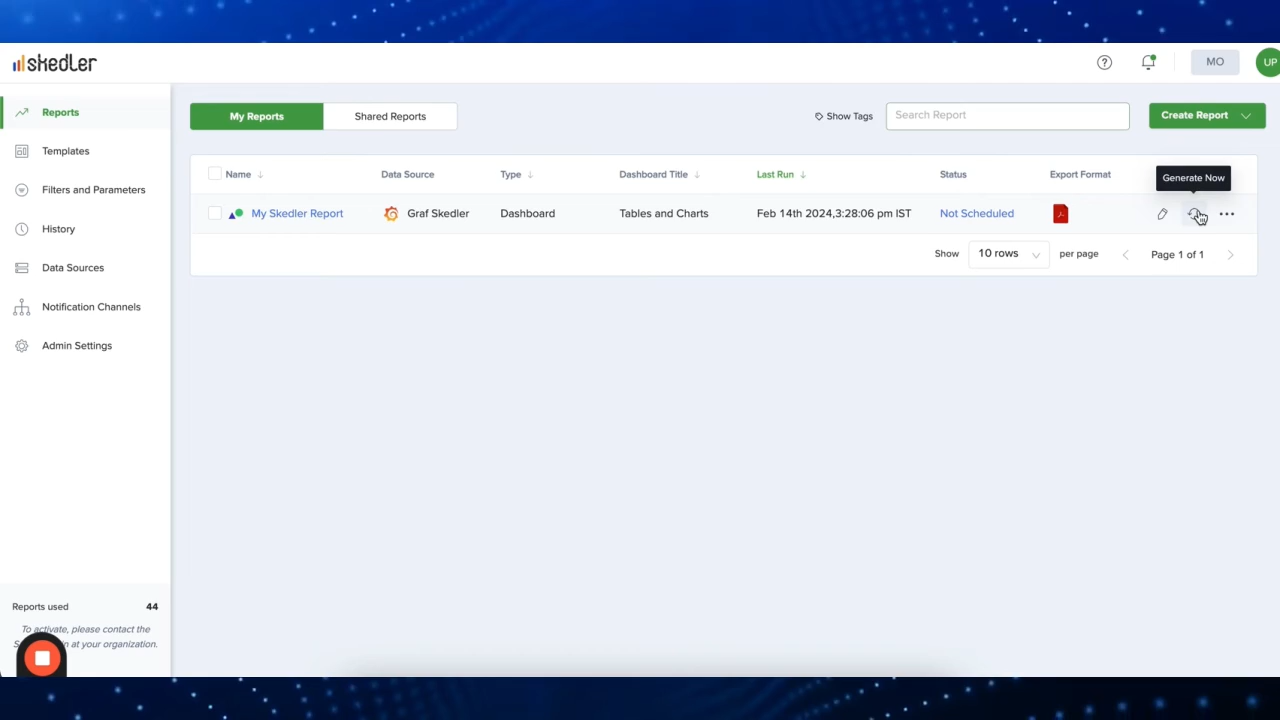 skedler
MO
UP
Reports
Templates
Filters and Parameters
History
Data Sources
Notification Channels
Admin Settings
Reports used 44
To activate, please contact the
at your organization.
My Reports
Shared Reports
Show Tags
Search Report
Create Report
Name
Data Source
Type
Dashboard Title
Last Run
Status
Export Format
Generate Now
My Skedler Report
Graf Skedler
Dashboard
Tables and Charts
Feb 14th 2024,3:28:06 pm IST
Not Scheduled
Show
10 rows
per page
Page 1 of 1